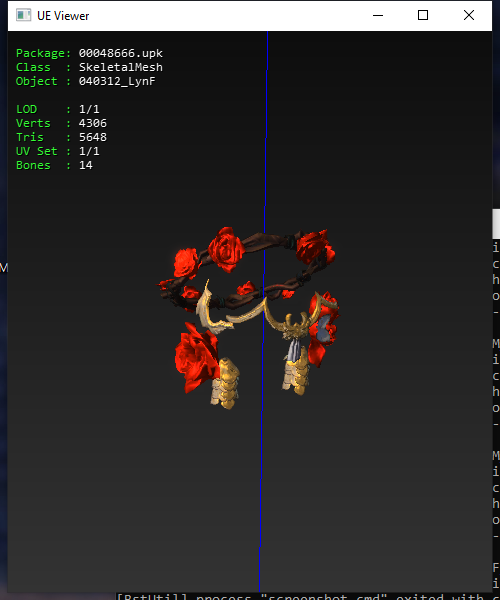 UE Viewer
Package: 00048666.upk
Class  : SkeletalMesh
Object : 040312_LynF
LOD    : 1/1
Verts  : 4306
Tris   : 5648
UV Set : 1/1
Bones  : 14
M
i
c
h
o
-
M
i
c
h
o
-
M
i
c
h
o
-
F
i
[BstUtil] process "screenshot.cmd" exited with c